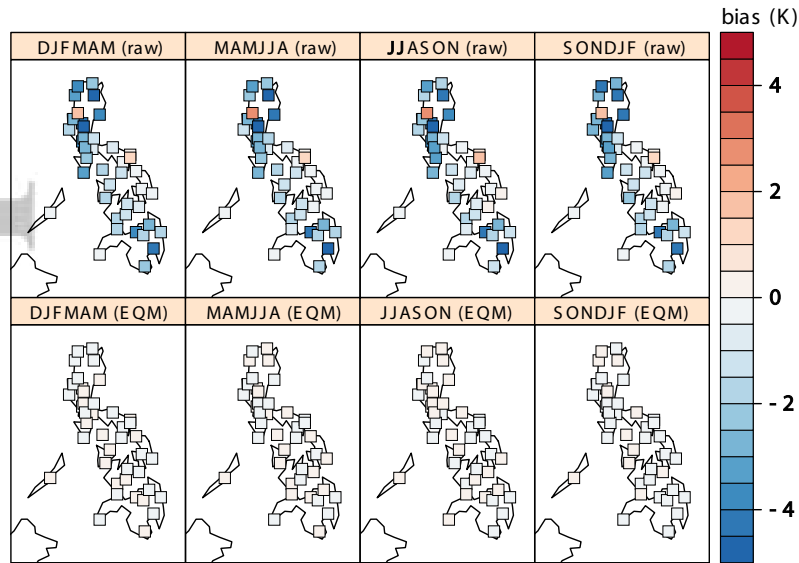 bias (K)
DJFMAM (raw) MAMJJA (raw) JJASON (raw) SONDJF (raw)
4
2
0
- 2
- 4
DJFMAM (EQM) MAMJJA (EQM) JJASON (EQM) SONDJF (EQM)